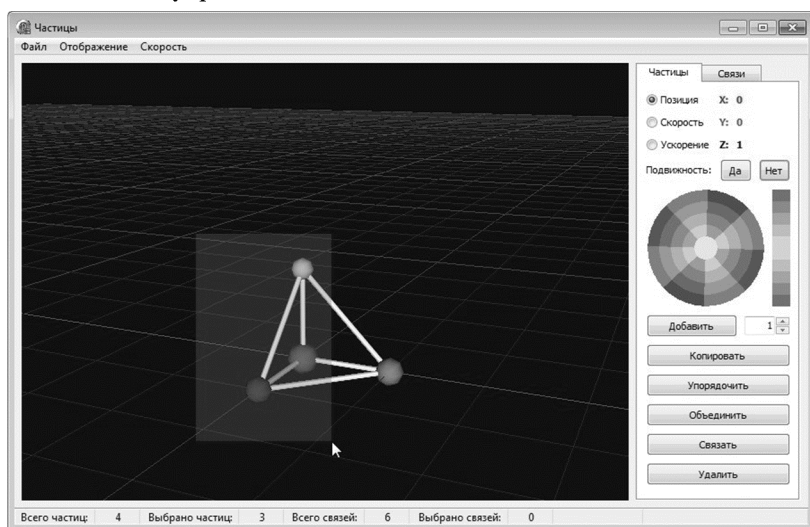 Частицы
Файл Отображение Скорость
Частицы Связи
Позиция X: 0
Скорость Y: 0
Ускорение Z: 1
Подвижность: Да Нет
Добавить 1
Копировать
Упорядочить
Объединить
Связать
Удалить
Всего частиц: 4 Выбрано частиц: 3 Всего связей: 6 Выбрано связей: 0